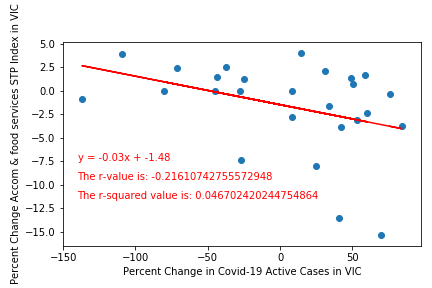 Percent Change Accom & food services STP Index in VIC
5.0
2.5
0.0
−2.5
−5.0
−7.5
−10.0
−12.5
−15.0
y = -0.03x + -1.48
The r-value is: -0.21610742755572948
The r-squared value is: 0.046702420244754864
−150 −100 −50 0 50
Percent Change in Covid-19 Active Cases in VIC